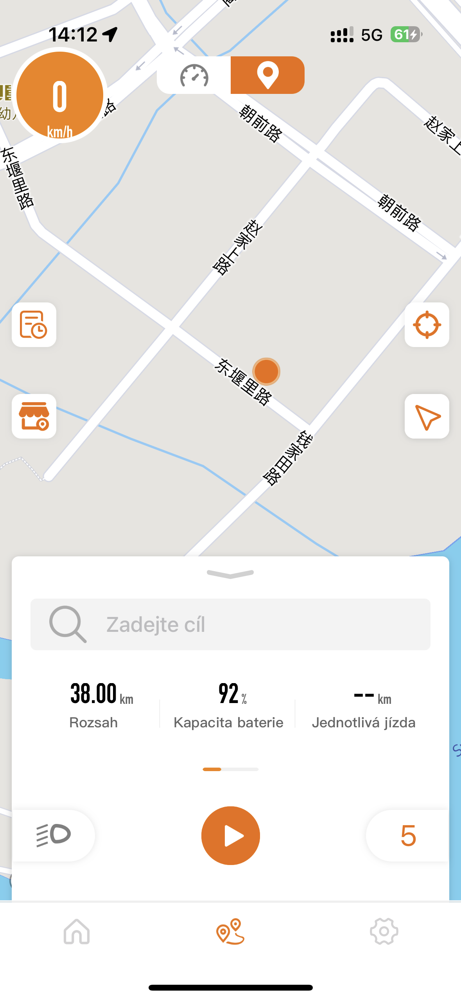 14:12
5G
61
0
km/h
幼
路
朝前路
赵家上
东堰里路
朝前路
赵家上路
东堰里路
钱家田路
Zadejte cíl
38.00 km
92 %
-- km
Rozsah
Kapacita baterie
Jednotlivá jízda
5